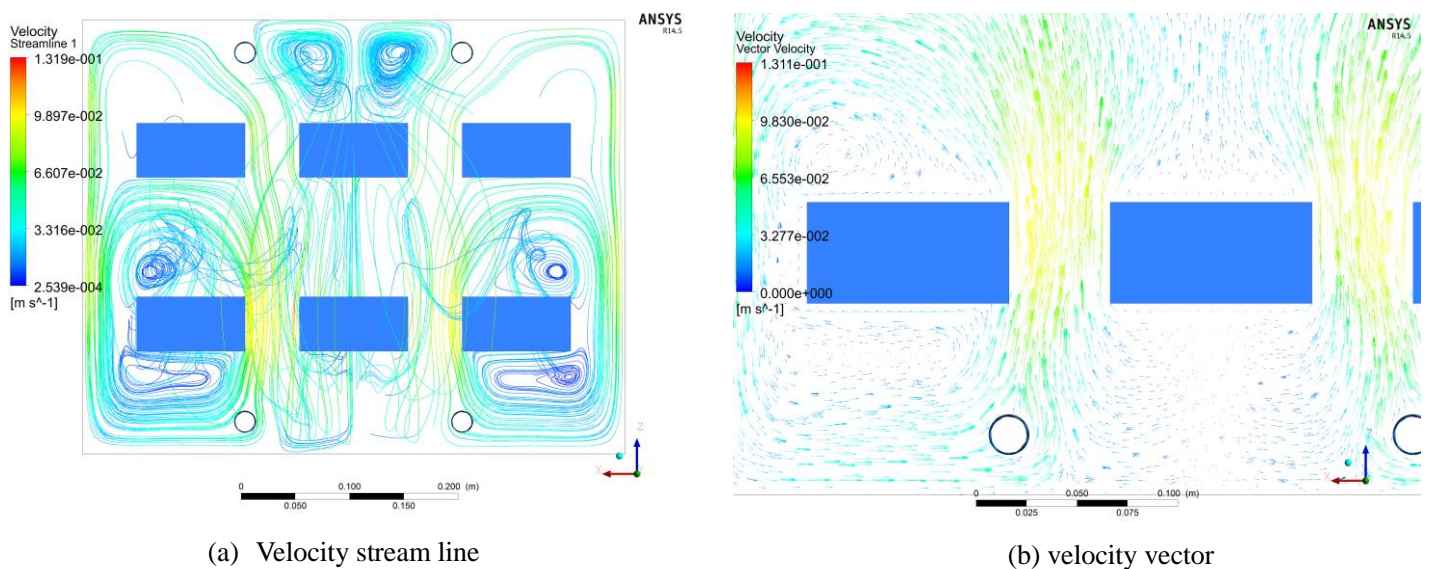 Velocity
Streamline 1
1.319e-001
9.897e-002
6.607e-002
3.316e-002
2.539e-004
[m s^-1]
ANSYS
R14.5
Z
X
0
0.100
0.200 (m)
0.050
0.150
(a) Velocity stream line
Velocity
Vector Velocity
1.311e-001
9.830e-002
6.553e-002
3.277e-002
0.000e+000
[m s^-1]
ANSYS
R14.5
0
0.050
0.100 (m)
0.025
0.075
(b) velocity vector